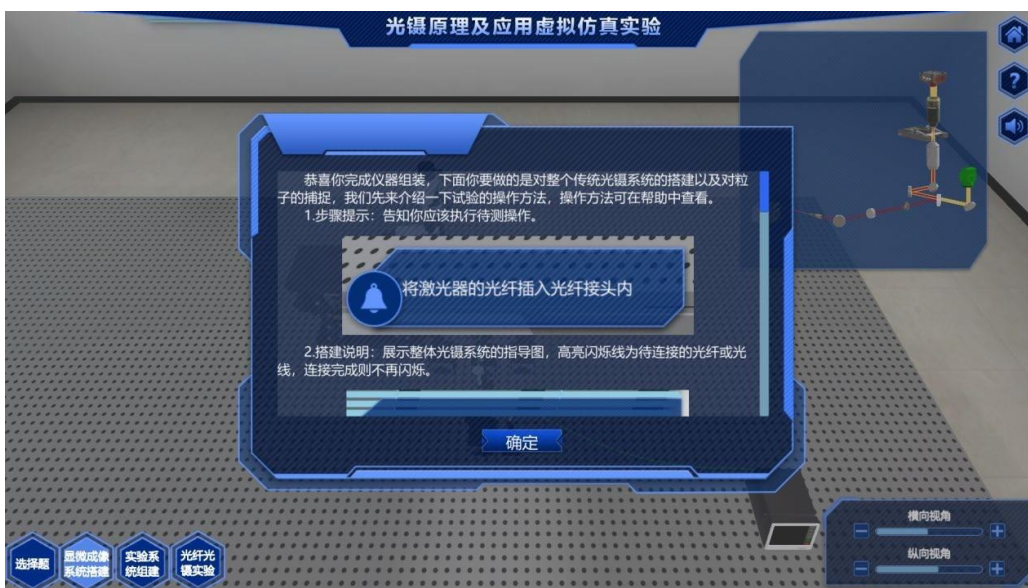 光镊原理及应用虚拟仿真实验
?
恭喜你完成仪器组装，下面你要做的是对整个传统光镊系统的搭建以及对粒
子的捕捉，我们先来介绍一下试验的操作方法，操作方法可在帮助中查看。
1.步骤提示：告知你应该执行待测操作。
将激光器的光纤插入光纤接头内
2.搭建说明：展示整体光镊系统的指导图，高亮闪烁线为待连接的光纤或光
线，连接完成则不再闪烁。
确定
横向视角
纵向视角
选择题
显微成像
系统搭建
实验系
统组建
光纤光
镊实验